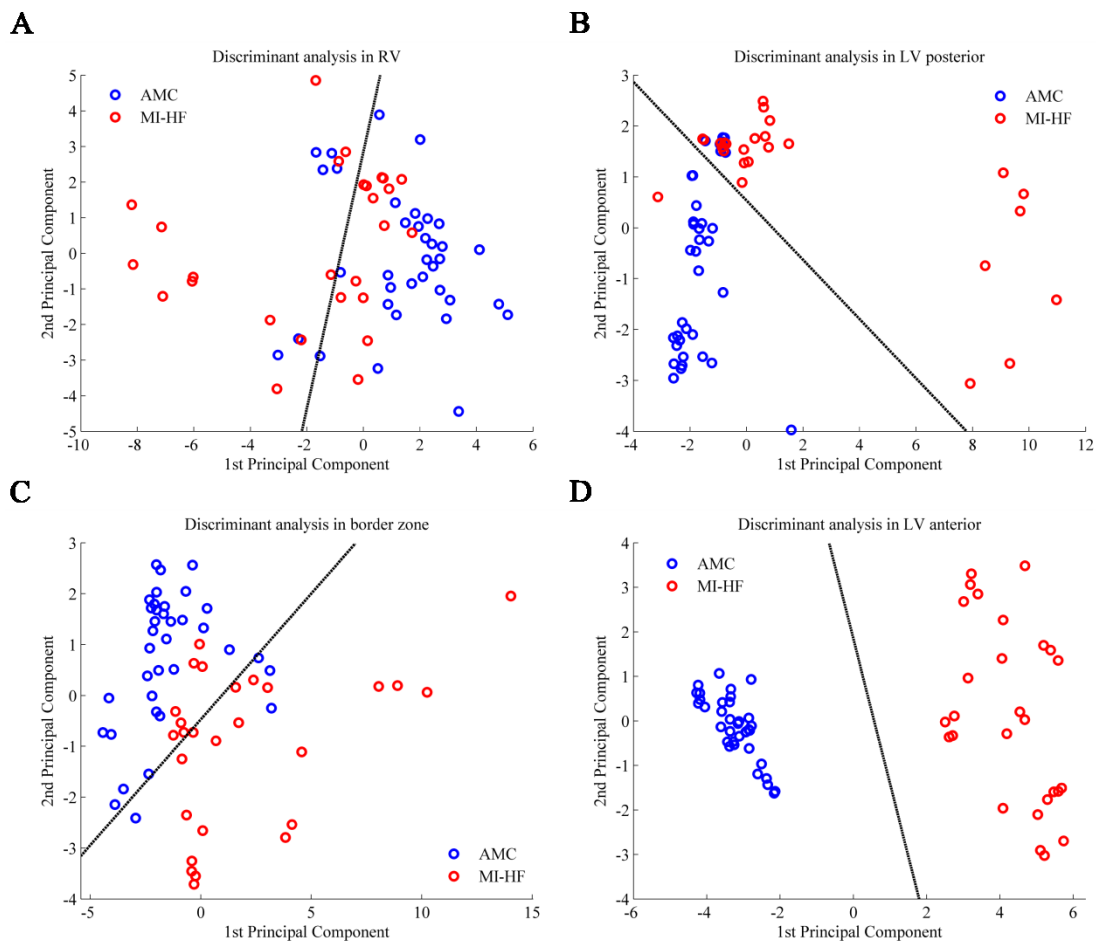 A
Discriminant analysis in RV
AMC
MI-HF
2nd Principal Component
5
4
3
2
1
0
-1
-2
-3
-4
-5
-10 -8 -6 -4 -2 0 2 4 6
1st Principal Component
B
Discriminant analysis in LV posterior
AMC
MI-HF
2nd Principal Component
3
2
1
0
-1
-2
-3
-4
-4 -2 0 2 4 6 8 10 12
1st Principal Component
C
Discriminant analysis in border zone
2nd Principal Component
3
2
1
0
-1
-2
-3
-4
AMC
MI-HF
-5 0 5 10 15
1st Principal Component
D
Discriminant analysis in LV anterior
AMC
MI-HF
2nd Principal Component
4
3
2
1
0
-1
-2
-3
-4
-6 -4 -2 0 2 4 6
1st Principal Component